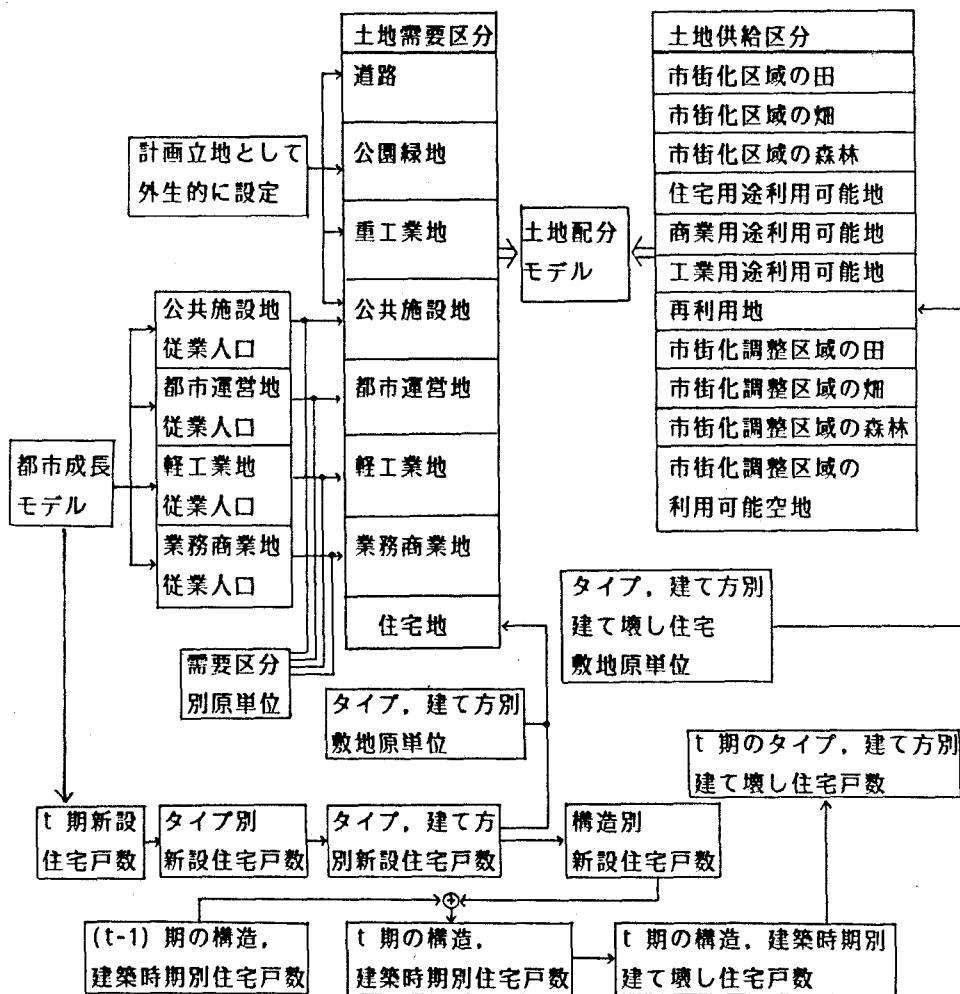 土地需要区分
道路
公園緑地
重工業地
公共施設地
都市運営地
軽工業地
業務商業地
住宅地
土地供給区分
市街化区域の田
市街化区域の畑
市街化区域の森林
住宅用途利用可能地
商業用途利用可能地
工業用途利用可能地
再利用地
市街化調整区域の田
市街化調整区域の畑
市街化調整区域の森林
市街化調整区域の
利用可能空地
計画立地として
外生的に設定
土地配分
モデル
公共施設地
従業人口
都市運営地
従業人口
軽工業地
従業人口
業務商業地
従業人口
都市成長
モデル
需要区分
別原単位
タイプ,建て方別
敷地原単位
タイプ,建て方別
建て壊し住宅
敷地原単位
t 期のタイプ,建て方別
建て壊し住宅戸数
t 期新設
住宅戸数
タイプ別
新設住宅戸数
タイプ,建て方
別新設住宅戸数
構造別
新設住宅戸数
(t-1) 期の構造,
建築時期別住宅戸数
t 期の構造,
建築時期別住宅戸数
t 期の構造,建築時期別
建て壊し住宅戸数